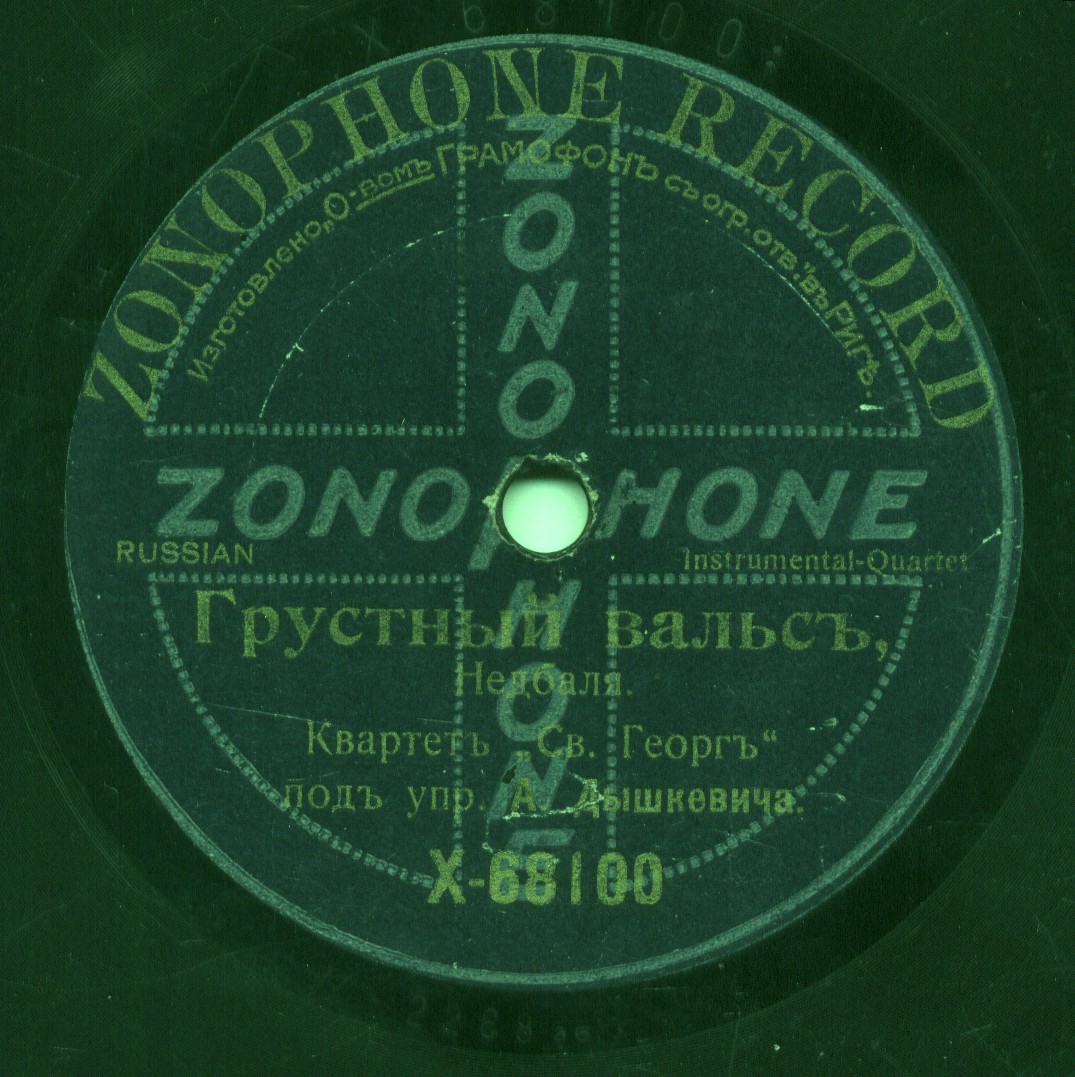 X 68100.
ZONOPHONE RECORD
Изготовлено „О-вомъ ГРАМОФОНЪ съ огр. отв." въ Ригѣ.
ZONOPHONE
ZONOPHONE
RUSSIAN
Instrumental-Quartet
Грустный вальсъ,
Недбаля.
Квартетъ „Св. Георгъ“
подъ упр. А. Дышкевича.
X-68100